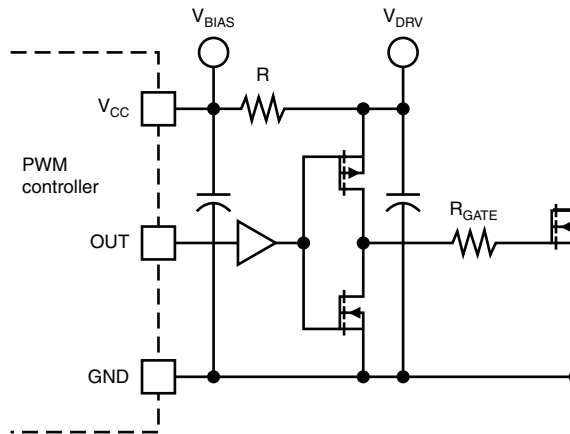 V_BIAS
V_DRV
R
V_CC
PWM
controller
R_GATE
OUT
GND